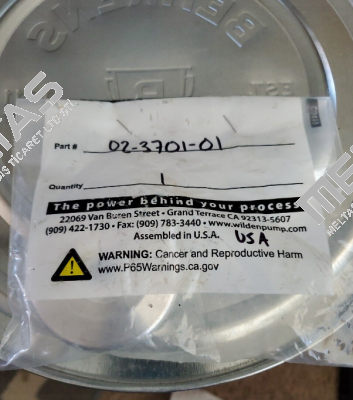 BEHRENS
EST.
Part # 02-3701-01
Quantity 1
The power behind your process
22069 Van Buren Street • Grand Terrace CA 92313-5607
(909) 422-1730 • Fax: (909) 783-3440 • www.wildenpump.com
Assembled in U.S.A. USA
WARNING: Cancer and Reproductive Harm
www.P65Warnings.ca.gov